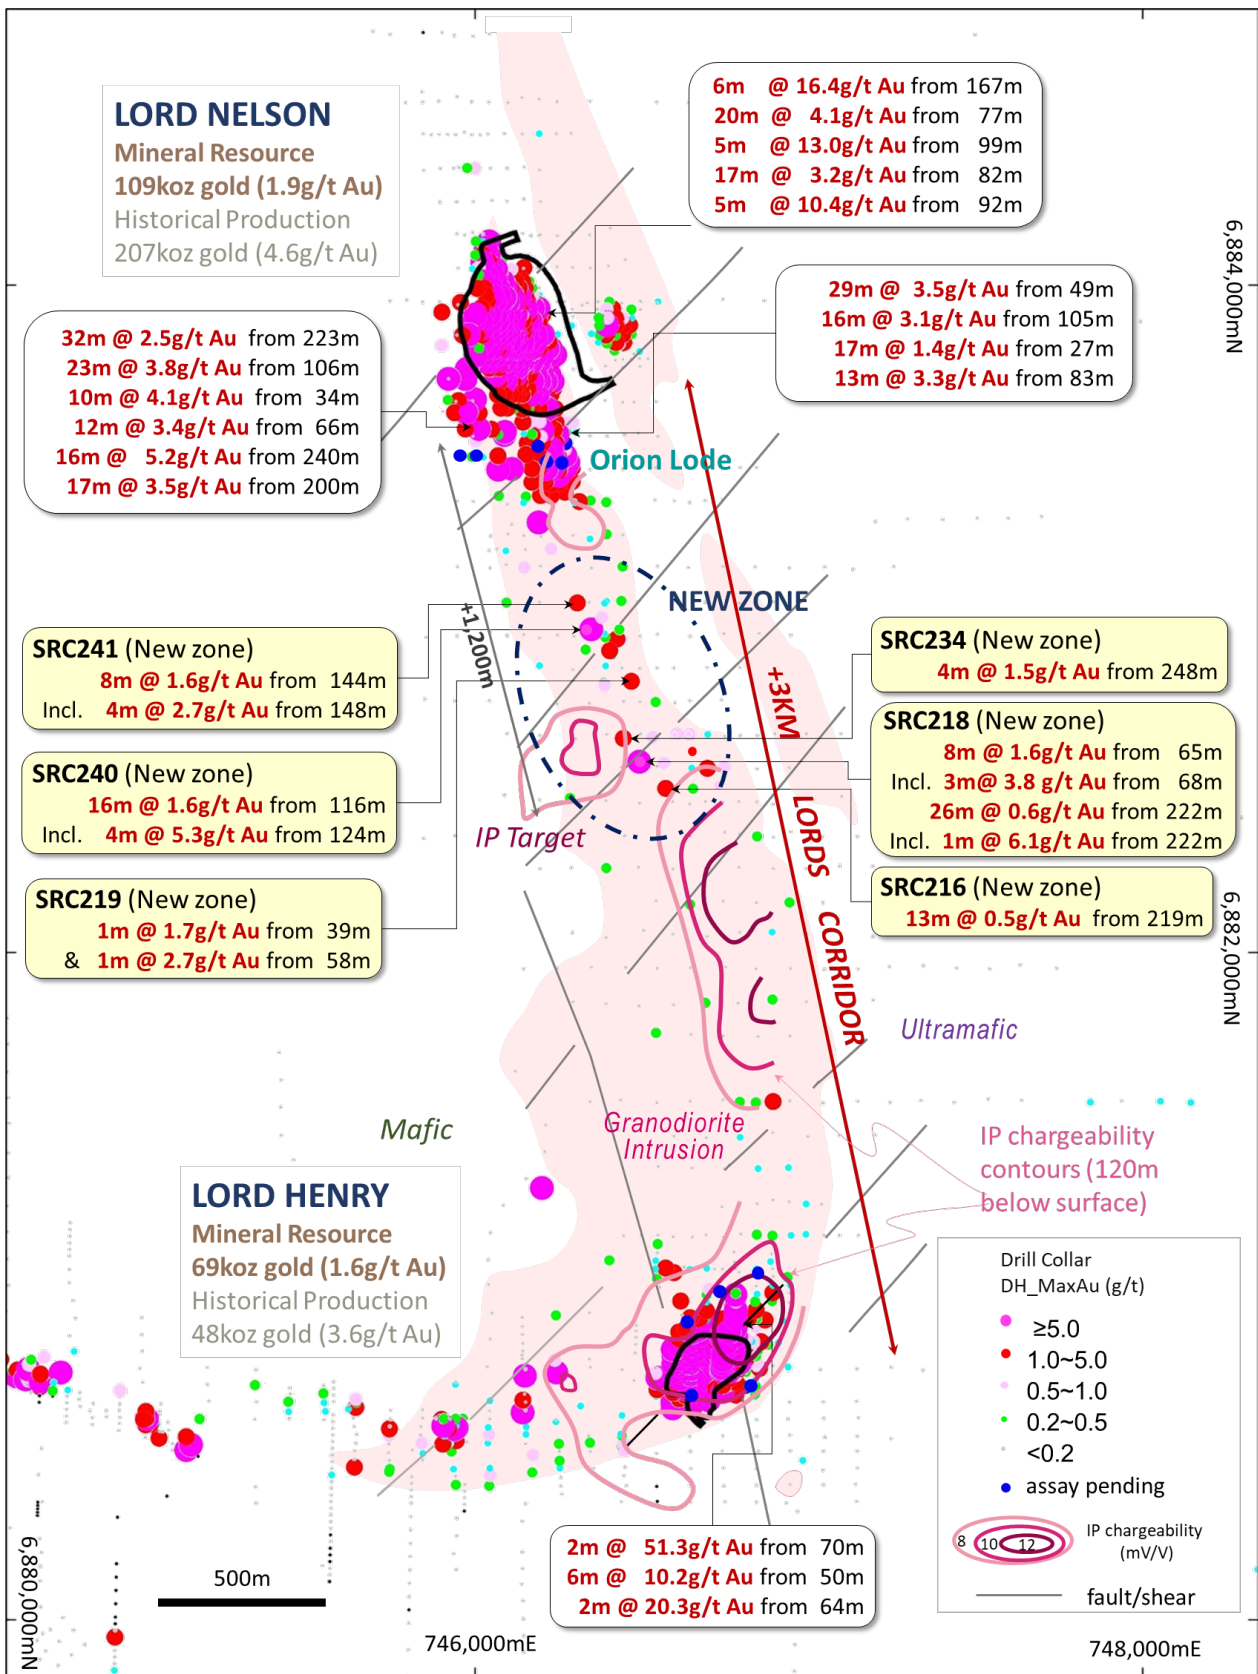 LORD NELSON
Mineral Resource
109koz gold (1.9g/t Au)
Historical Production
207koz gold (4.6g/t Au)
6m @ 16.4g/t Au from 167m
20m @ 4.1g/t Au from 77m
5m @ 13.0g/t Au from 99m
17m @ 3.2g/t Au from 82m
5m @ 10.4g/t Au from 92m
6,884,000mN
29m @ 3.5g/t Au from 49m
16m @ 3.1g/t Au from 105m
17m @ 1.4g/t Au from 27m
13m @ 3.3g/t Au from 83m
32m @ 2.5g/t Au from 223m
23m @ 3.8g/t Au from 106m
10m @ 4.1g/t Au from 34m
12m @ 3.4g/t Au from 66m
16m @ 5.2g/t Au from 240m
17m @ 3.5g/t Au from 200m
Orion Lode
NEW ZONE
+1,200m
+3KM
LORDS CORRIDOR
SRC241 (New zone)
8m @ 1.6g/t Au from 144m
Incl. 4m @ 2.7g/t Au from 148m
SRC234 (New zone)
4m @ 1.5g/t Au from 248m
SRC218 (New zone)
8m @ 1.6g/t Au from 65m
Incl. 3m@ 3.8 g/t Au from 68m
26m @ 0.6g/t Au from 222m
Incl. 1m @ 6.1g/t Au from 222m
SRC240 (New zone)
16m @ 1.6g/t Au from 116m
Incl. 4m @ 5.3g/t Au from 124m
IP Target
SRC219 (New zone)
1m @ 1.7g/t Au from 39m
& 1m @ 2.7g/t Au from 58m
SRC216 (New zone)
13m @ 0.5g/t Au from 219m
6,882,000mN
Ultramafic
Mafic
Granodiorite
Intrusion
IP chargeability
contours (120m
below surface)
LORD HENRY
Mineral Resource
69koz gold (1.6g/t Au)
Historical Production
48koz gold (3.6g/t Au)
Drill Collar
DH_MaxAu (g/t)
≥5.0
1.0~5.0
0.5~1.0
0.2~0.5
<0.2
assay pending
8 10 12
IP chargeability
(mV/V)
fault/shear
2m @ 51.3g/t Au from 70m
6m @ 10.2g/t Au from 50m
2m @ 20.3g/t Au from 64m
500m
6,880,000mN
746,000mE
748,000mE